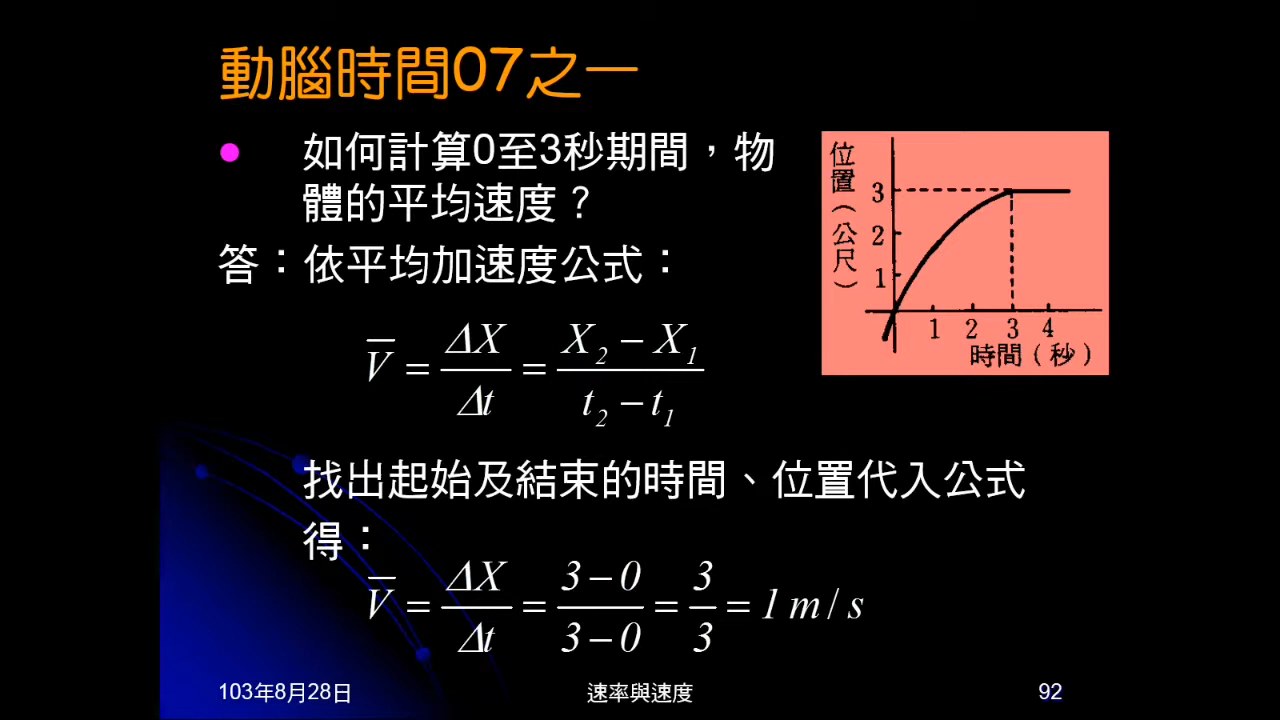 動腦時間07之一
● 如何計算0至3秒期間，物
體的平均速度？
答：依平均加速度公式：
V̅ = ΔX/Δt = (X₂ − X₁)/(t₂ − t₁)
位置(公尺)
3
2
1
1 2 3 4
時間(秒)
找出起始及結束的時間、位置代入公式
得：
V̅ = ΔX/Δt = (3 − 0)/(3 − 0) = 3/3 = 1 m/s
103年8月28日
速率與速度
92